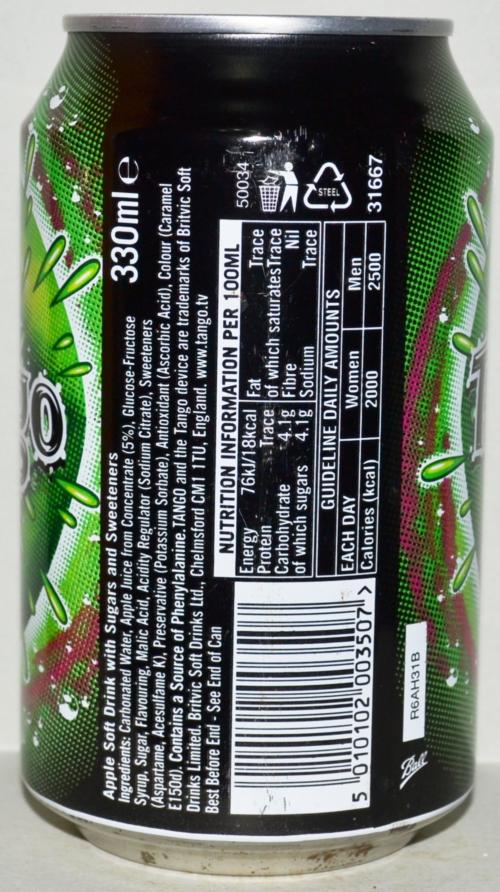 Apple Soft Drink with Sugars and Sweeteners
Ingredients: Carbonated Water, Apple Juice from Concentrate (5%), Glucose-Fructose
Syrup, Sugar, Flavouring, Malic Acid, Acidity Regulator (Sodium Citrate), Sweeteners
(Aspartame, Acesulfame K), Preservative (Potassium Sorbate), Antioxidant (Ascorbic Acid), Colour (Caramel
E150d). Contains a Source of Phenylalanine. TANGO and the Tango device are trademarks of Britvic Soft
Drinks Limited. Britvic Soft Drinks Ltd., Chelmsford CM1 1TU, England. www.tango.tv
Best Before End - See End of Can
330ml e
NUTRITION INFORMATION PER 100ML
Energy 76kJ/18kcal Fat Trace
Protein Trace of which saturates Trace
Carbohydrate 4.1g Fibre Nil
of which sugars 4.1g Sodium Trace
GUIDELINE DAILY AMOUNTS
EACH DAY Women Men
Calories (kcal) 2000 2500
50034
STEEL
31667
5 010102 003507 >
R6AH31B
Ball
go